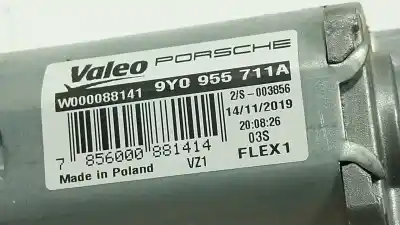 Valeo PORSCHE
W000088141 9Y0 955 711A
2/S-003856
14/11/2019
20:08:26
03S
7 856000 881414
VZ1 FLEX1
Made in Poland